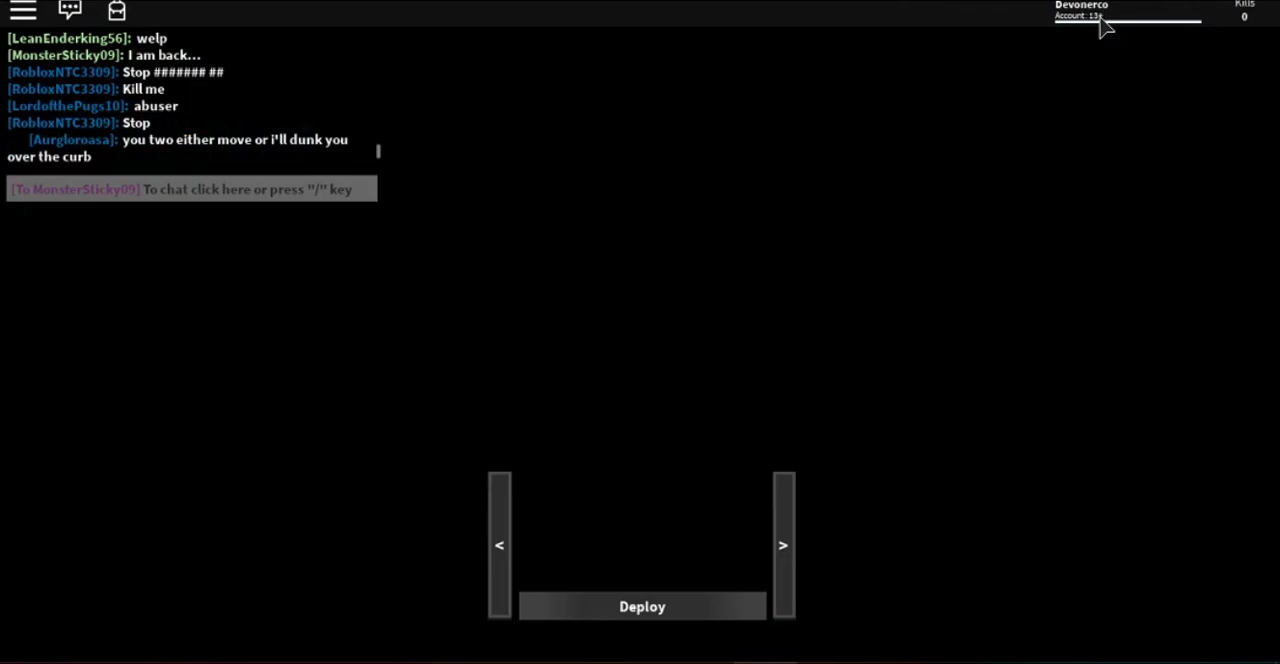 Devonerco
Kills
Account: 13+
0
[LeanEnderking56]: welp
[MonsterSticky09]: I am back...
[RobloxNTC3309]: Stop ####### ##
[RobloxNTC3309]: Kill me
[LordofthePugs10]: abuser
[RobloxNTC3309]: Stop
[Aurgloroasa]: you two either move or i'll dunk you
over the curb
[To MonsterSticky09] To chat click here or press "/" key
< >
Deploy